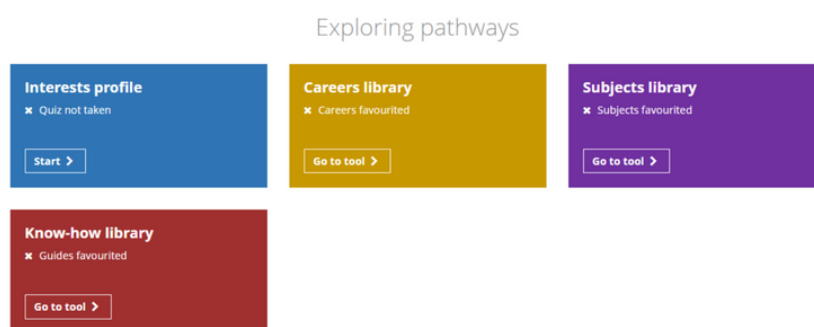 Exploring pathways
Interests profile
✖ Quiz not taken
Start >
Careers library
✖ Careers favourited
Go to tool >
Subjects library
✖ Subjects favourited
Go to tool >
Know-how library
✖ Guides favourited
Go to tool >